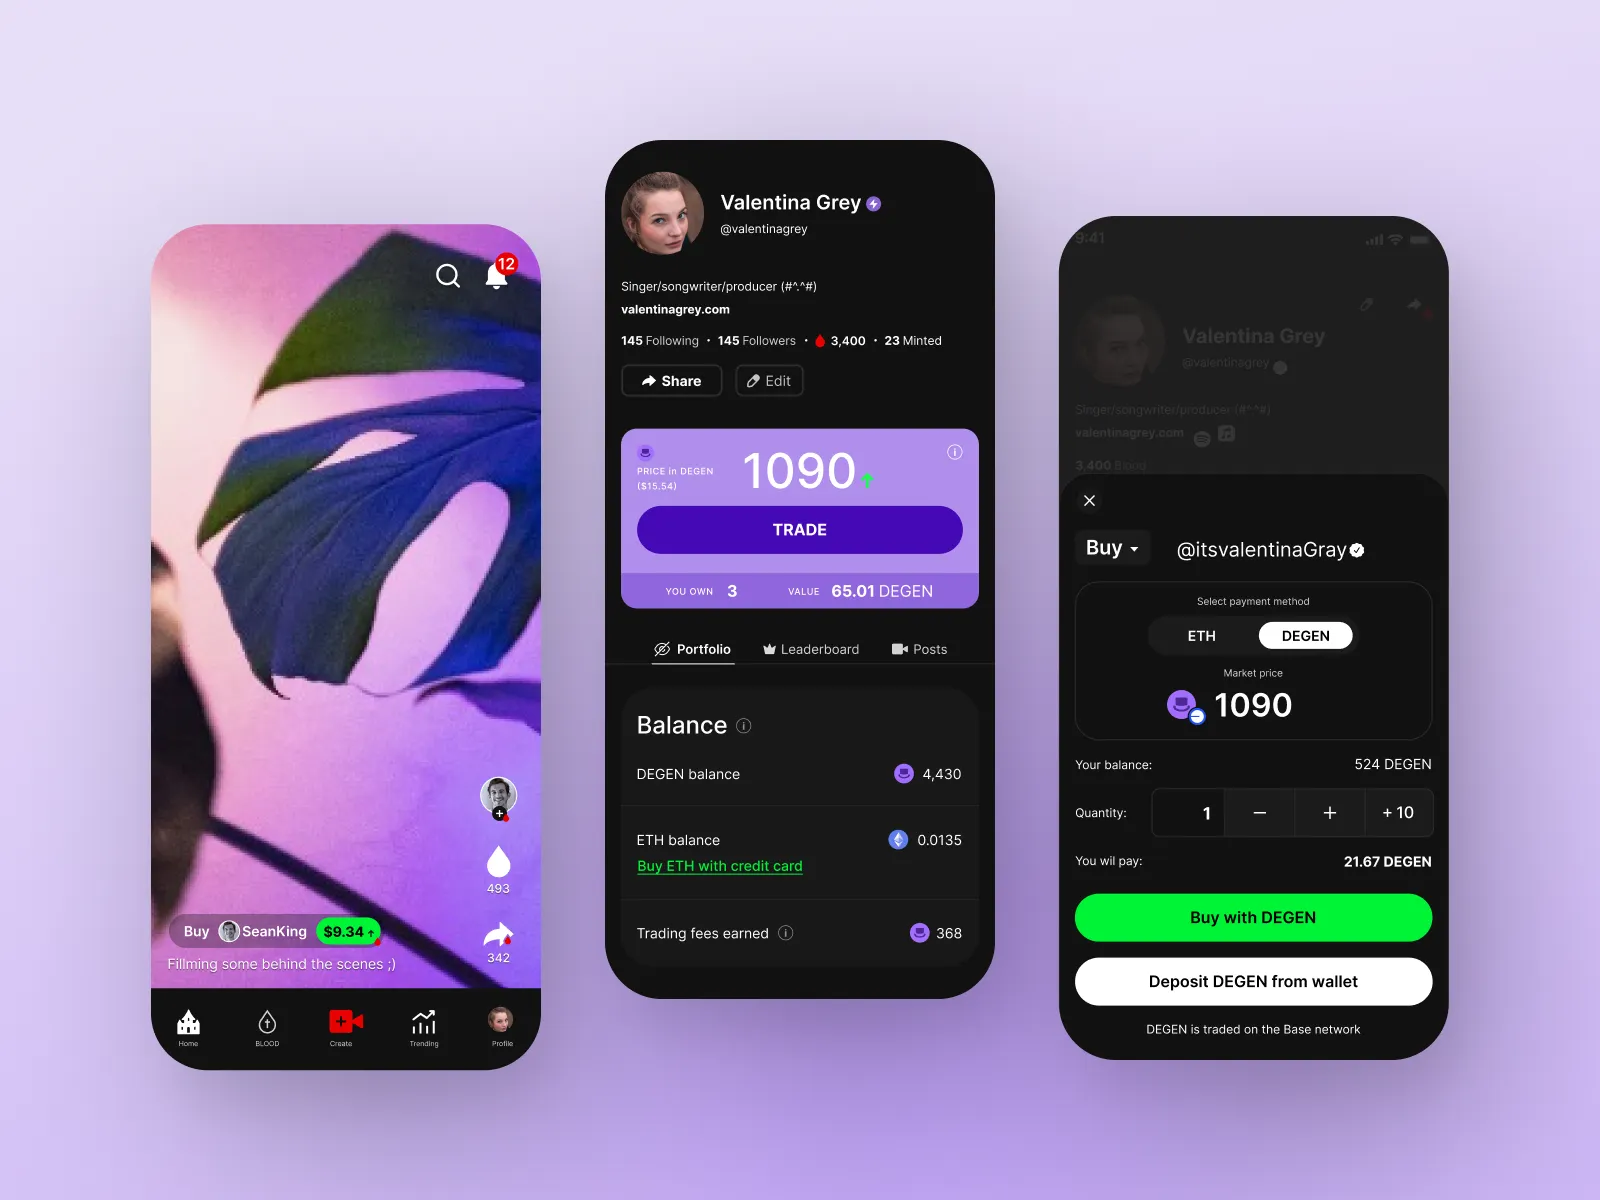 12
493
342
Buy SeanKing $9.34
Fillming some behind the scenes ;)
Home BLOOD Create Trending Profile
Valentina Grey
@valentinagrey
Singer/songwriter/producer (#^.^#)
valentinagrey.com
145 Following • 145 Followers • 3,400 • 23 Minted
Share Edit
PRICE in DEGEN
($15.54)
1090
TRADE
YOU OWN 3 VALUE 65.01 DEGEN
Portfolio Leaderboard Posts
Balance
DEGEN balance 4,430
ETH balance 0.0135
Buy ETH with credit card
Trading fees earned 368
9:41
Valentina Grey
@valentinagrey
Singer/songwriter/producer (#^^#)
valentinagrey.com
3,400 Blood
Buy @itsvalentinaGray
Select payment method
ETH DEGEN
Market price
1090
Your balance: 524 DEGEN
Quantity: 1 − + + 10
You wil pay: 21.67 DEGEN
Buy with DEGEN
Deposit DEGEN from wallet
DEGEN is traded on the Base network